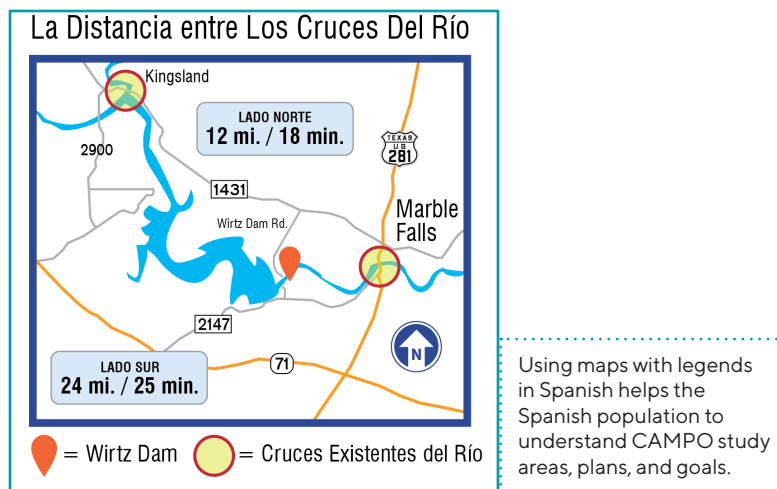 La Distancia entre Los Cruces Del Río
Kingsland
LADO NORTE
12 mi. / 18 min.
2900
TEXAS
US
281
1431
Marble
Falls
Wirtz Dam Rd.
2147
N
LADO SUR
24 mi. / 25 min.
71
= Wirtz Dam
= Cruces Existentes del Río
Using maps with legends
in Spanish helps the
Spanish population to
understand CAMPO study
areas, plans, and goals.